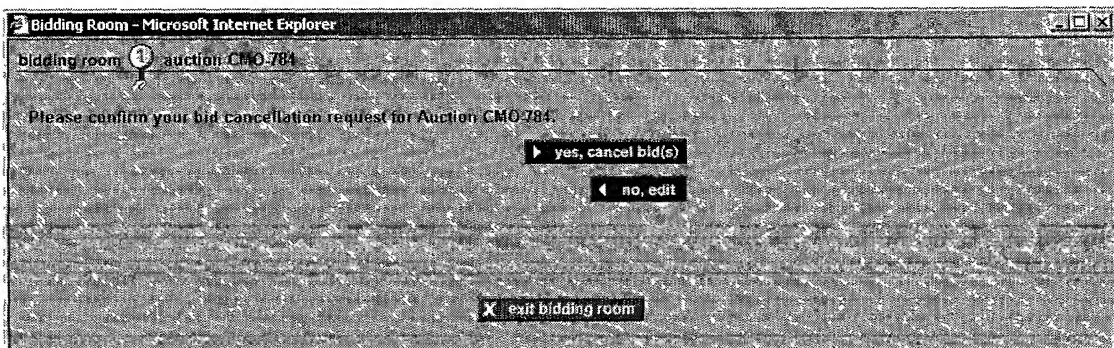 Bidding Room - Microsoft Internet Explorer
bidding room 1 auction CMO-784
Please confirm your bid cancellation request for Auction CMO-784.
yes, cancel bid(s)
no, edit
X exit bidding room